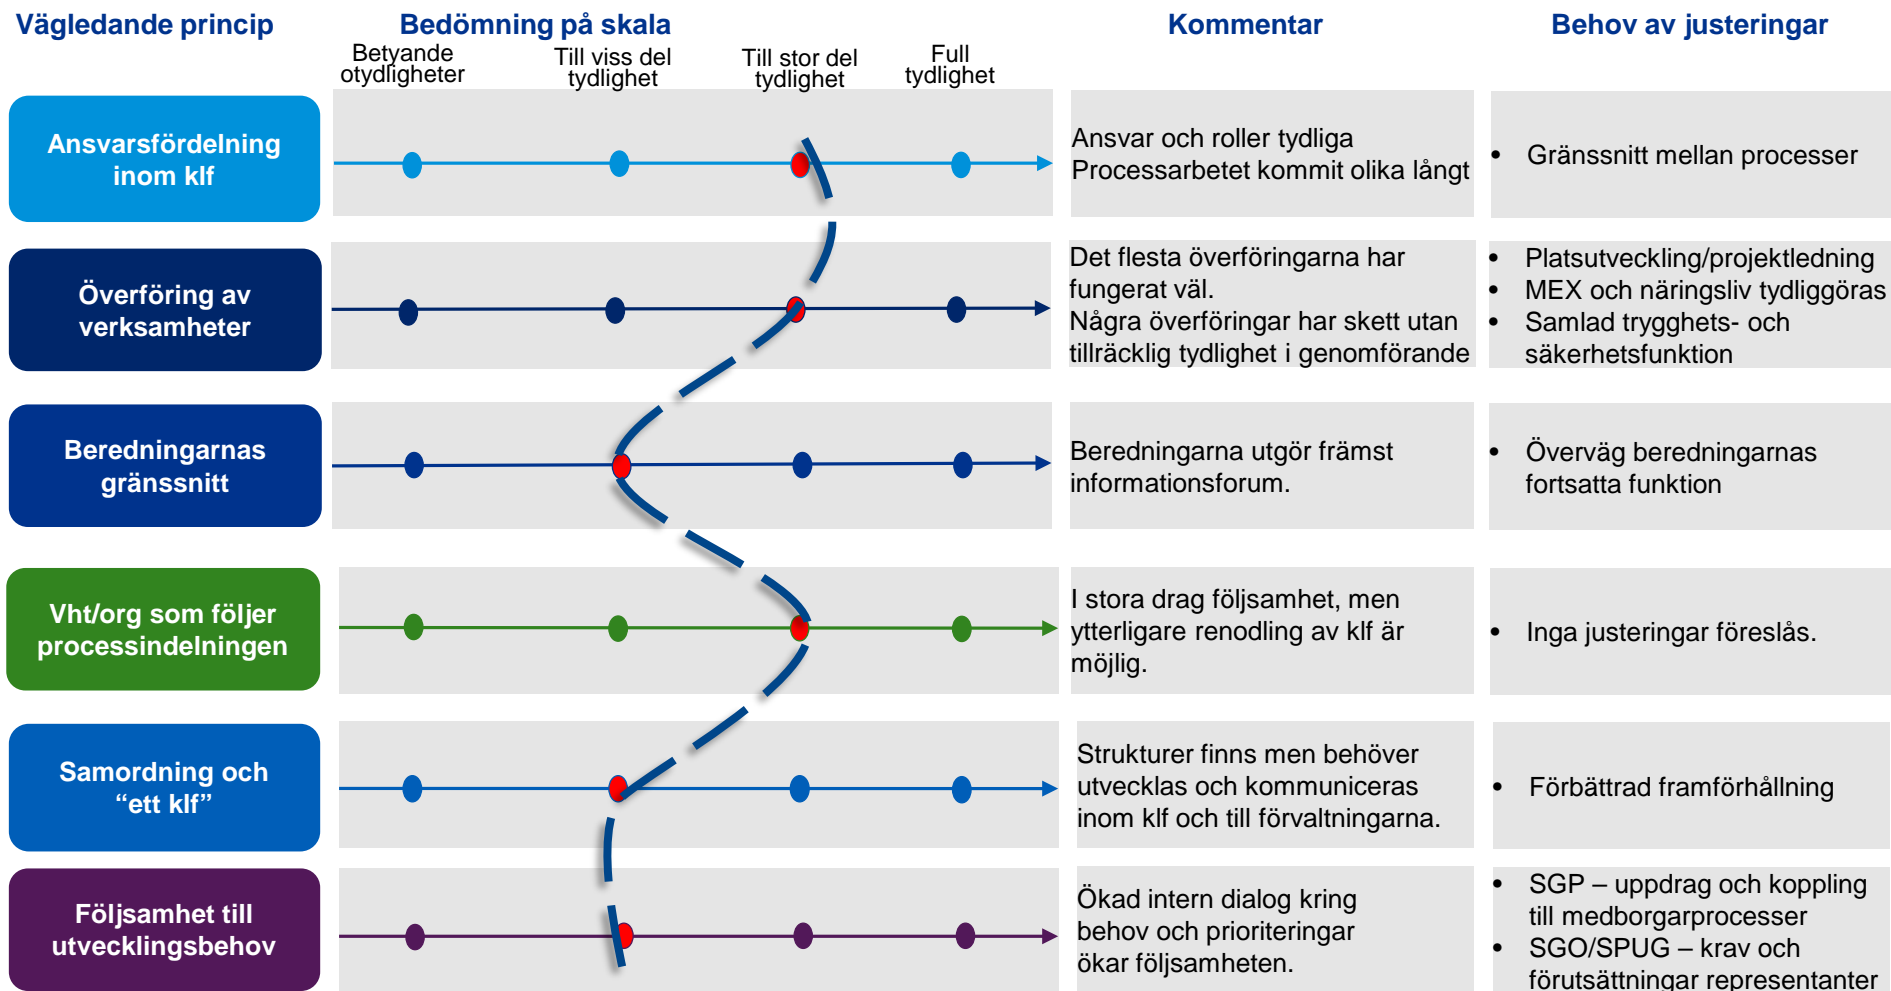 Vägledande princip
Bedömning på skala
Kommentar
Behov av justeringar
Betyande
otydligheter
Till viss del
tydlighet
Till stor del
tydlighet
Full
tydlighet
Ansvarsfördelning
inom klf
Ansvar och roller tydliga
Processarbetet kommit olika långt
• Gränssnitt mellan processer
Överföring av
verksamheter
Det flesta överföringarna har
fungerat väl.
Några överföringar har skett utan
tillräcklig tydlighet i genomförande
• Platsutveckling/projektledning
• MEX och näringsliv tydliggöras
• Samlad trygghets- och
säkerhetsfunktion
Beredningarnas
gränssnitt
Beredningarna utgör främst
informationsforum.
• Överväg beredningarnas
fortsatta funktion
Vht/org som följer
processindelningen
I stora drag följsamhet, men
ytterligare renodling av klf är
möjlig.
• Inga justeringar föreslås.
Samordning och
“ett klf”
Strukturer finns men behöver
utvecklas och kommuniceras
inom klf och till förvaltningarna.
• Förbättrad framförhållning
Följsamhet till
utvecklingsbehov
Ökad intern dialog kring
behov och prioriteringar
ökar följsamheten.
• SGP – uppdrag och koppling
till medborgarprocesser
• SGO/SPUG – krav och
förutsättningar representanter